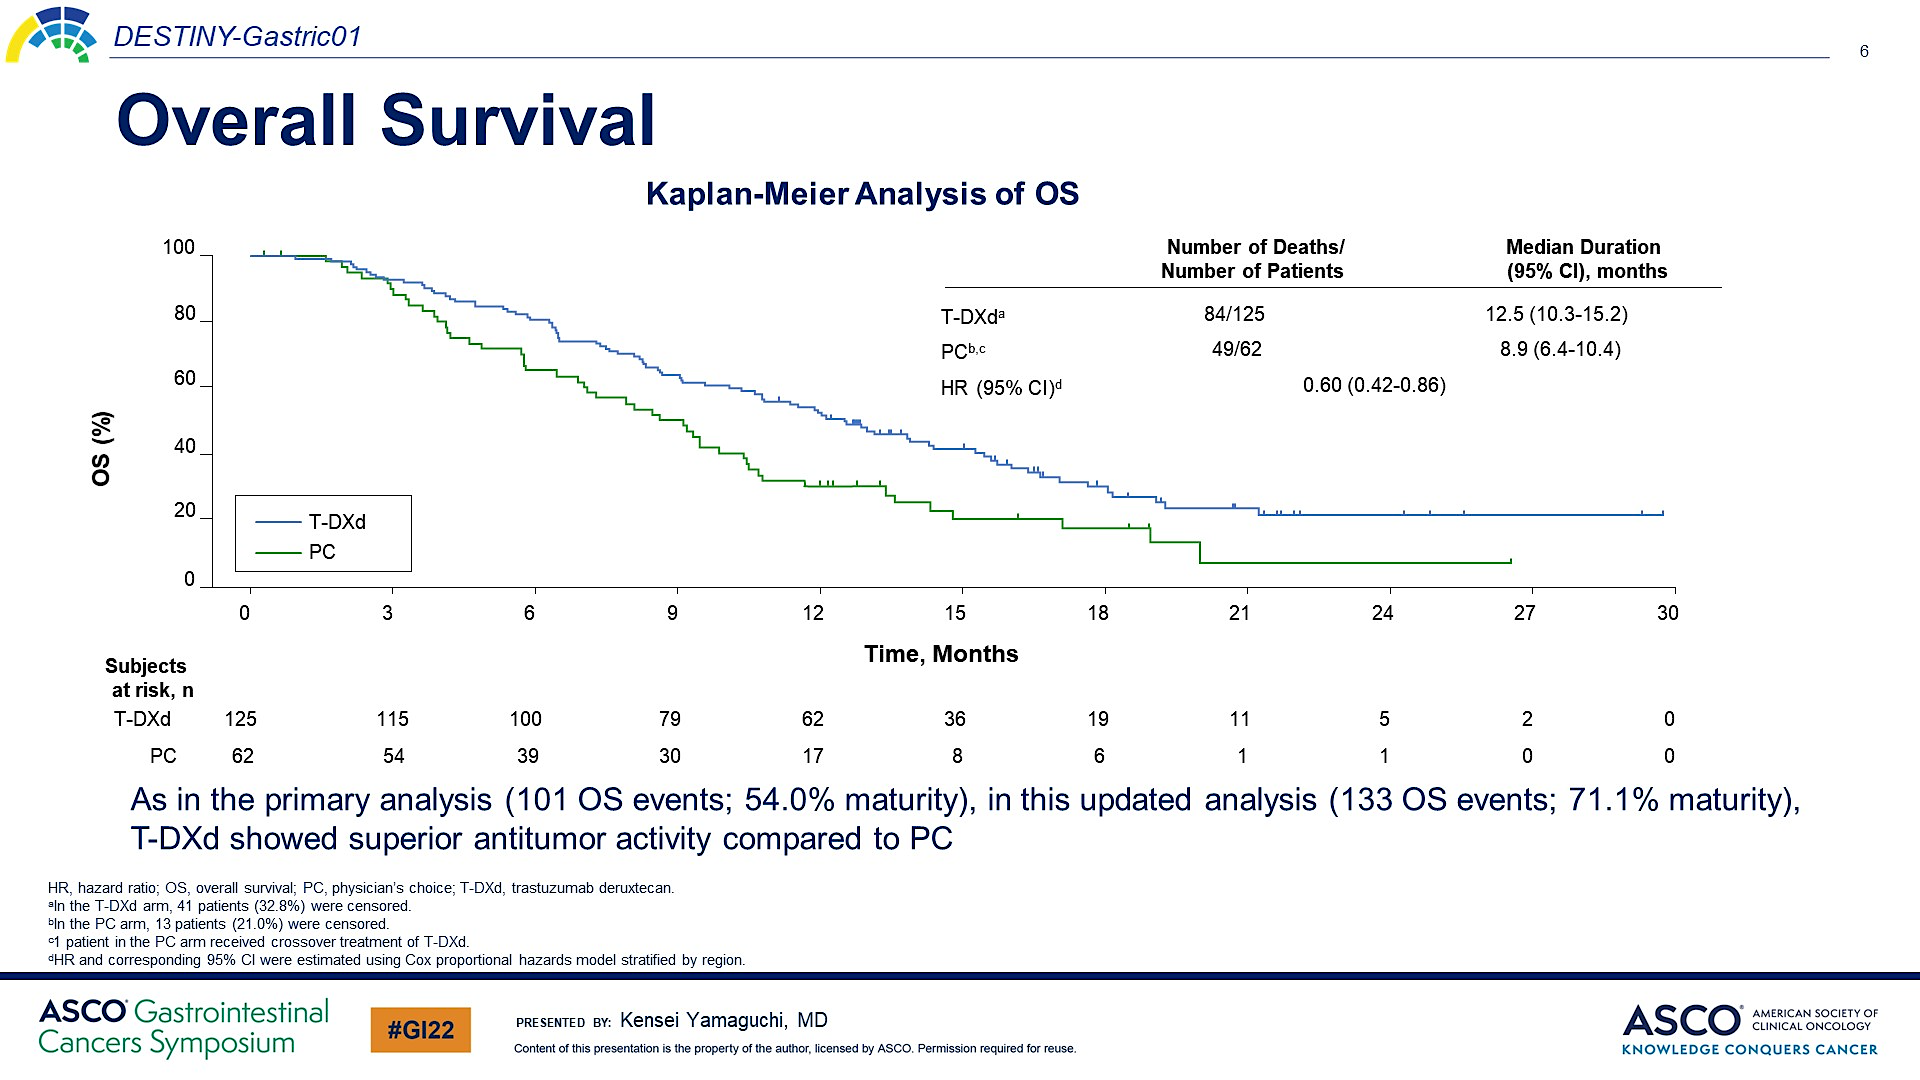 DESTINY-Gastric01
6
Overall Survival
Kaplan-Meier Analysis of OS
Number of Deaths/ Median Duration
Number of Patients (95% CI), months
T-DXdᵃ 84/125 12.5 (10.3-15.2)
PCᵇ,ᶜ 49/62 8.9 (6.4-10.4)
HR (95% CI)ᵈ 0.60 (0.42-0.86)
OS (%)
100
80
60
40
20
0
T-DXd
PC
0 3 6 9 12 15 18 21 24 27 30
Time, Months
Subjects
at risk, n
T-DXd 125 115 100 79 62 36 19 11 5 2 0
PC 62 54 39 30 17 8 6 1 1 0 0
As in the primary analysis (101 OS events; 54.0% maturity), in this updated analysis (133 OS events; 71.1% maturity),
T-DXd showed superior antitumor activity compared to PC
HR, hazard ratio; OS, overall survival; PC, physician's choice; T-DXd, trastuzumab deruxtecan.
ᵃIn the T-DXd arm, 41 patients (32.8%) were censored.
ᵇIn the PC arm, 13 patients (21.0%) were censored.
ᶜ1 patient in the PC arm received crossover treatment of T-DXd.
ᵈHR and corresponding 95% CI were estimated using Cox proportional hazards model stratified by region.
ASCO® Gastrointestinal
Cancers Symposium
#GI22
PRESENTED BY: Kensei Yamaguchi, MD
Content of this presentation is the property of the author, licensed by ASCO. Permission required for reuse.
ASCO® AMERICAN SOCIETY OF
CLINICAL ONCOLOGY
KNOWLEDGE CONQUERS CANCER